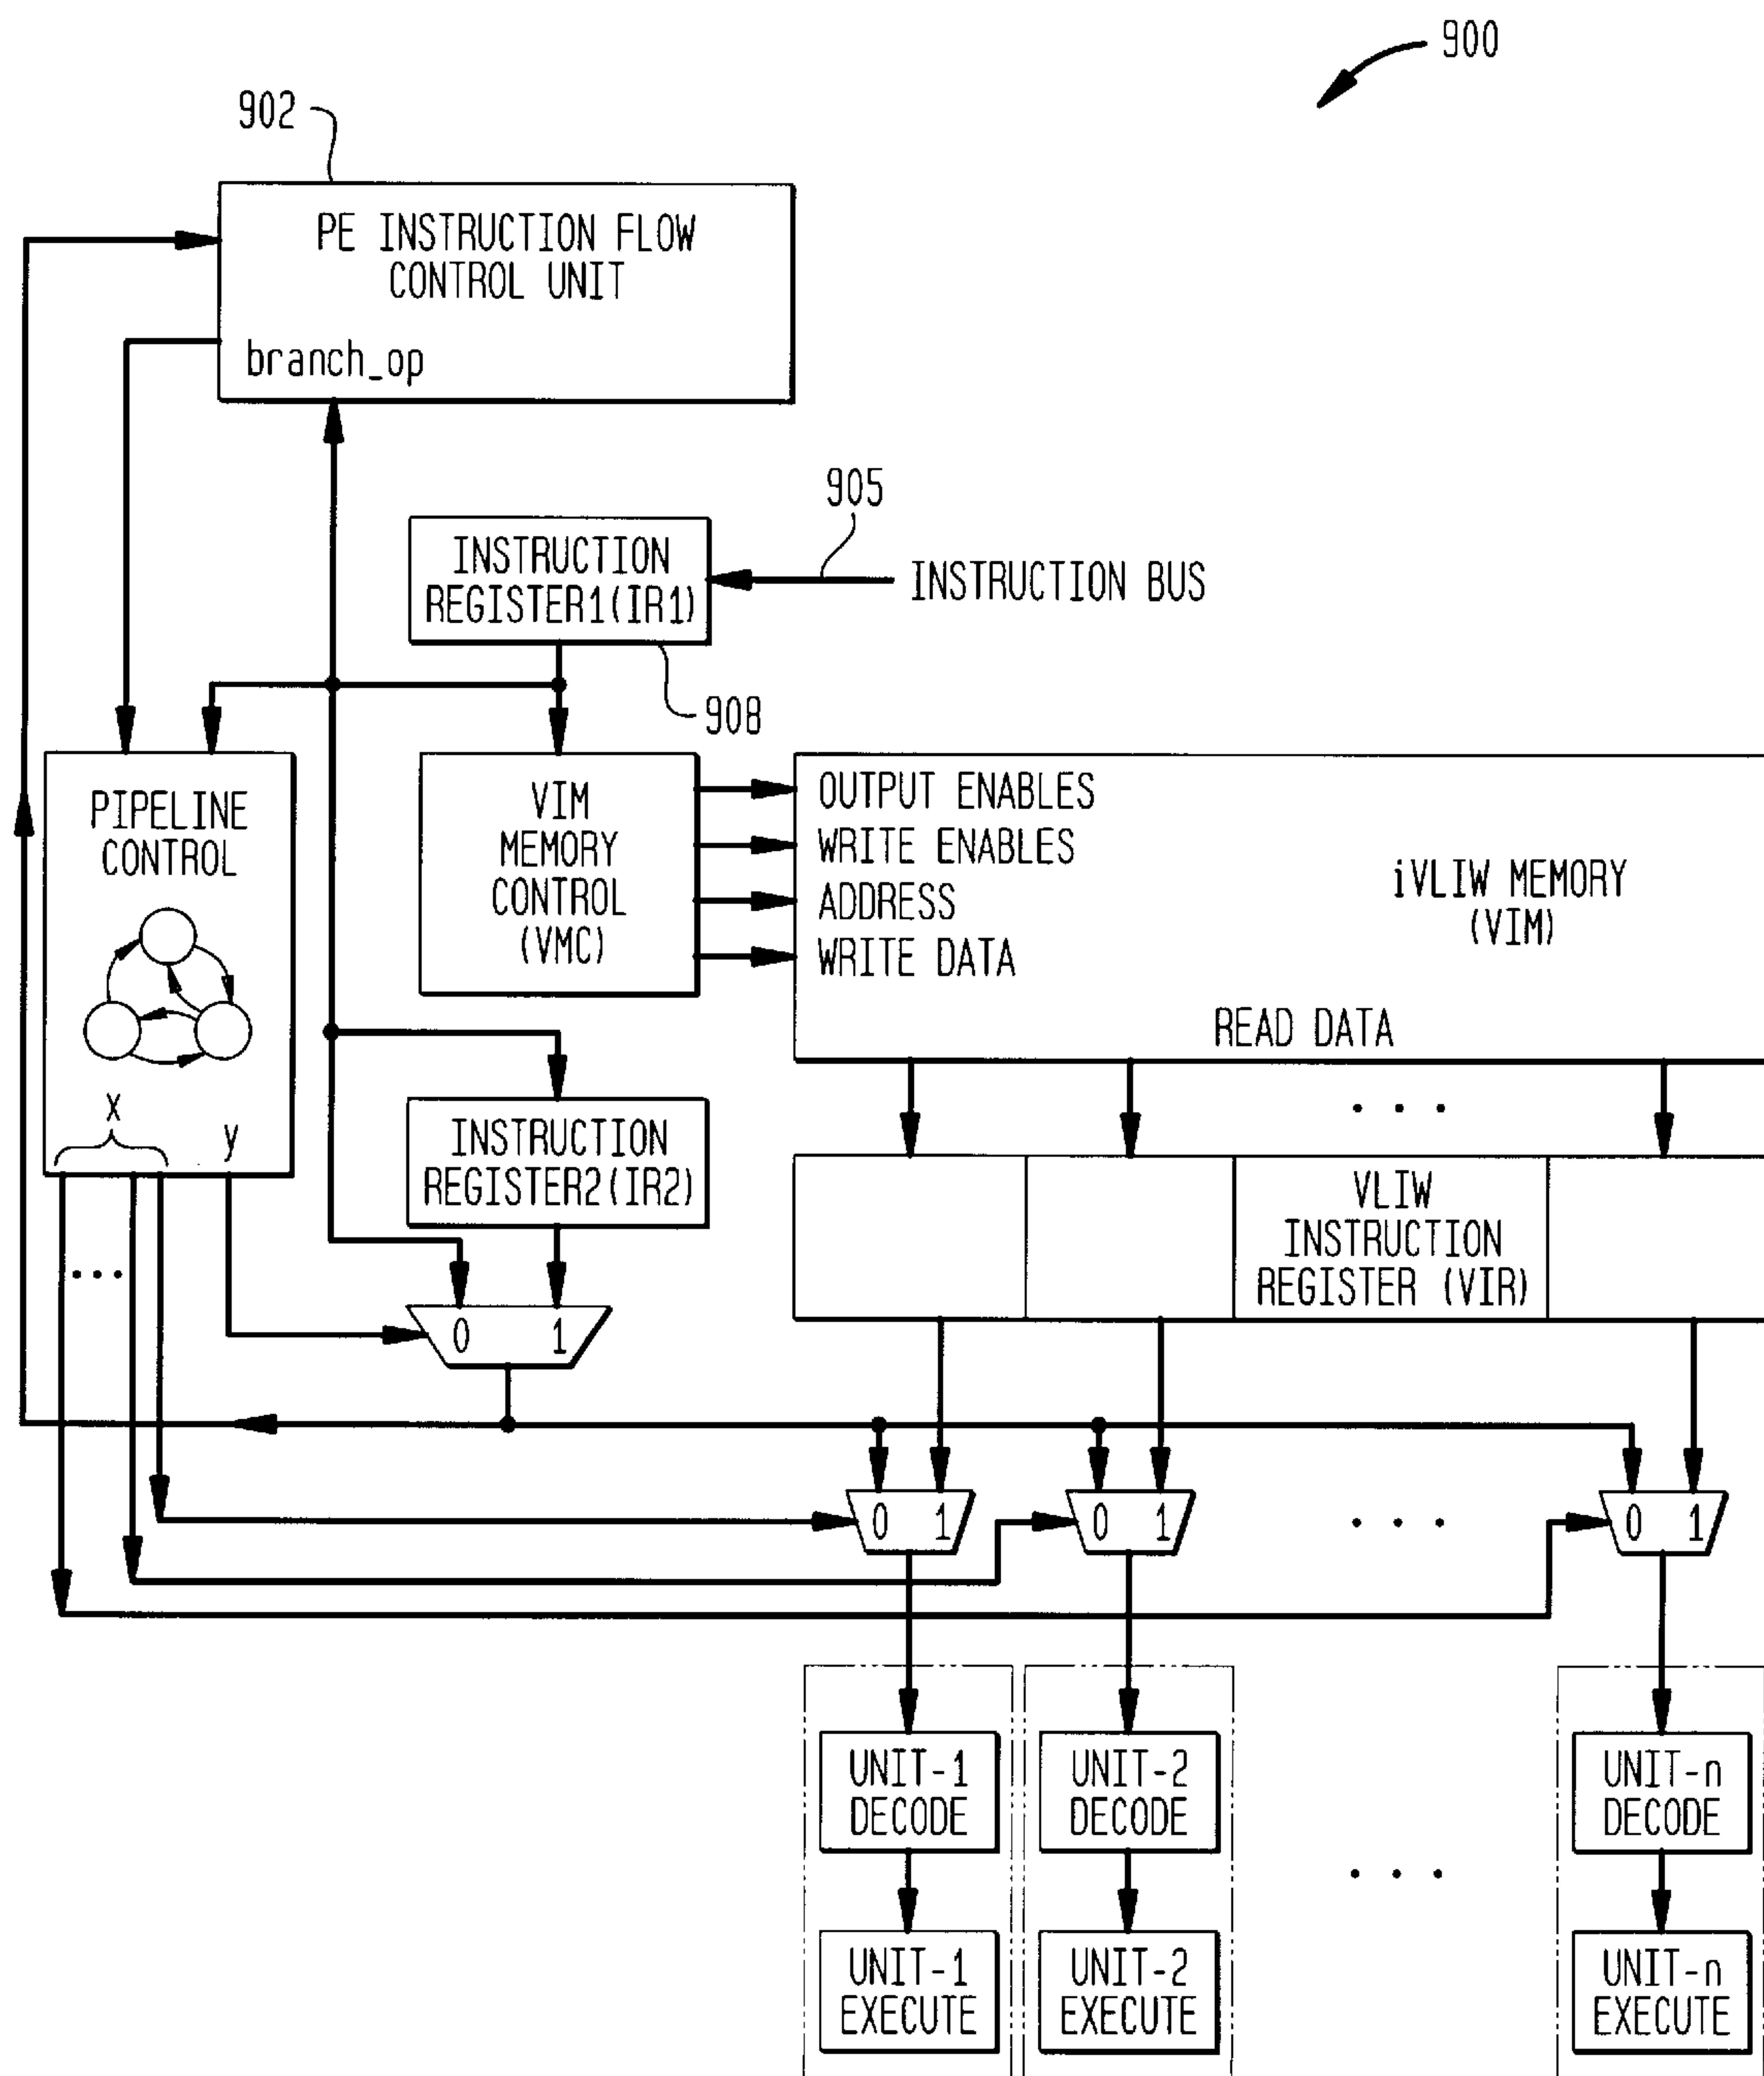 900
902
PE INSTRUCTION FLOW
CONTROL UNIT
branch_op
905
INSTRUCTION
REGISTER1(IR1)
INSTRUCTION BUS
908
PIPELINE
CONTROL
x
y
VIM
MEMORY
CONTROL
(VMC)
OUTPUT ENABLES
WRITE ENABLES
ADDRESS
WRITE DATA
iVLIW MEMORY
(VIM)
READ DATA
. . .
INSTRUCTION
REGISTER2(IR2)
VLIW
INSTRUCTION
REGISTER (VIR)
...
0 1
0 1
0 1
. . .
0 1
UNIT-1
DECODE
UNIT-2
DECODE
UNIT-n
DECODE
. . .
UNIT-1
EXECUTE
UNIT-2
EXECUTE
UNIT-n
EXECUTE